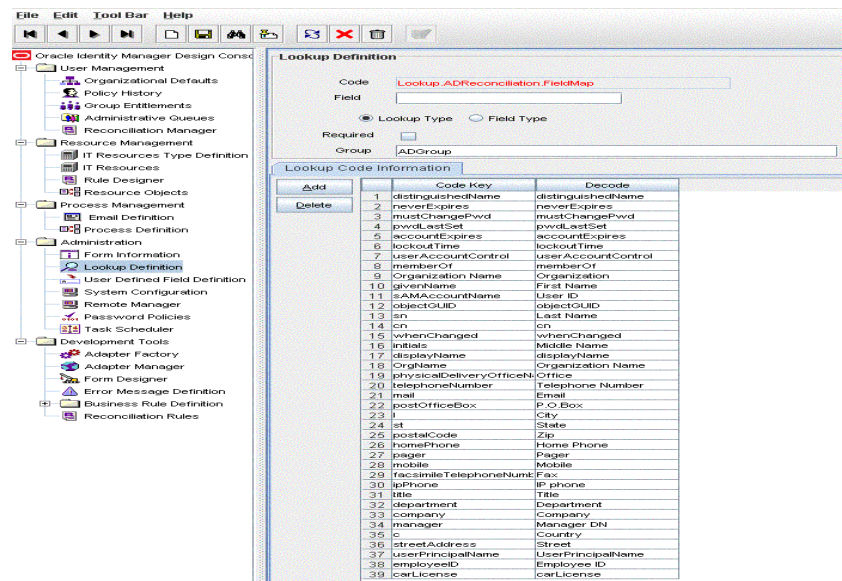 File Edit Tool Bar Help
Oracle Identity Manager Design Consc
User Management
Organizational Defaults
Policy History
Group Entitlements
Administrative Queues
Reconciliation Manager
Resource Management
IT Resources Type Definition
IT Resources
Rule Designer
Resource Objects
Process Management
Email Definition
Process Definition
Administration
Form Information
Lookup Definition
User Defined Field Definition
System Configuration
Remote Manager
Password Policies
Task Scheduler
Development Tools
Adapter Factory
Adapter Manager
Form Designer
Error Message Definition
Business Rule Definition
Reconciliation Rules
Lookup Definition
Code Lookup.ADReconciliation.FieldMap
Field
Lookup Type Field Type
Required
Group ADGroup
Lookup Code Information
Add
Delete
Code Key Decode
1 distinguishedName distinguishedName
2 neverExpires neverExpires
3 mustChangePwd mustChangePwd
4 pwdLastSet pwdLastSet
5 accountExpires accountExpires
6 lockoutTime lockoutTime
7 userAccountControl userAccountControl
8 memberOf memberOf
9 Organization Name Organization
10 givenName First Name
11 sAMAccountName User ID
12 objectGUID objectGUID
13 sn Last Name
14 cn cn
15 whenChanged whenChanged
16 initials Middle Name
17 displayName displayName
18 OrgName Organization Name
19 physicalDeliveryOfficeN Office
20 telephoneNumber Telephone Number
21 mail Email
22 postOfficeBox P.O.Box
23 l City
24 st State
25 postalCode Zip
26 homePhone Home Phone
27 pager Pager
28 mobile Mobile
29 facsimileTelephoneNumb Fax
30 ipPhone IP phone
31 title Title
32 department Department
33 company Company
34 manager Manager DN
35 c Country
36 streetAddress Street
37 userPrincipalName UserPrincipalName
38 employeeID Employee ID
39 carLicense carLicense